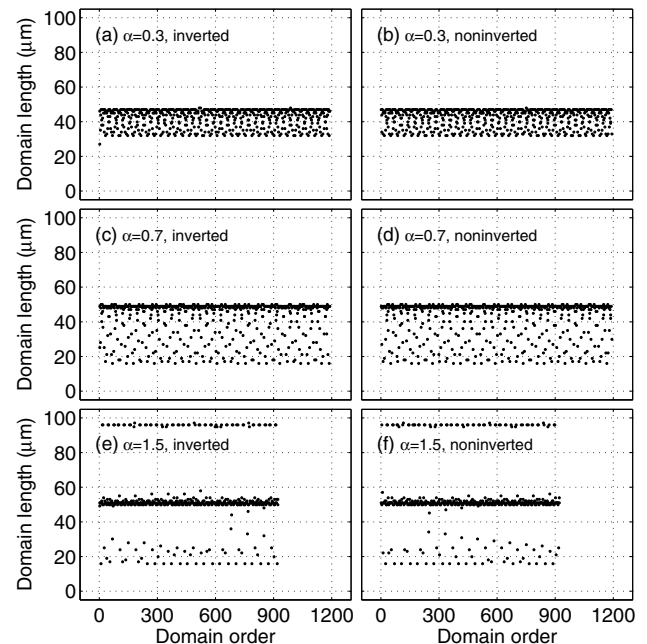 (a) α=0.3, inverted
(b) α=0.3, noninverted
Domain length (μm)
100
80
60
40
20
0
(c) α=0.7, inverted
(d) α=0.7, noninverted
Domain length (μm)
100
80
60
40
20
0
(e) α=1.5, inverted
(f) α=1.5, noninverted
Domain length (μm)
100
80
60
40
20
0
0 300 600 900 1200
0 300 600 900 1200
Domain order
Domain order